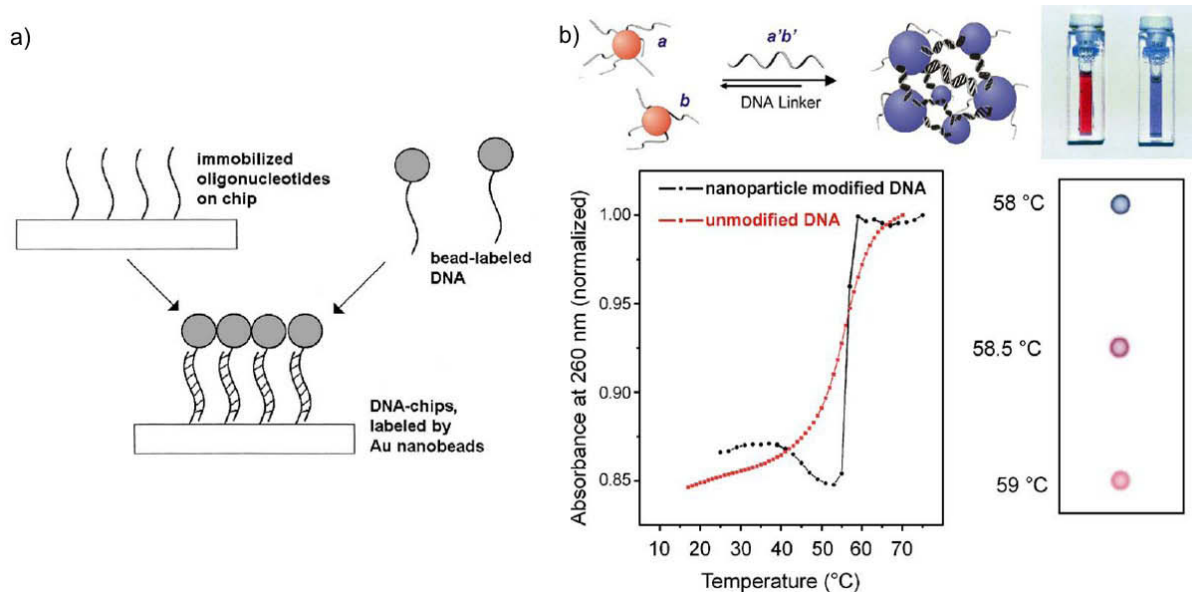 a)
immobilized
oligonucleotides
on chip
bead-labeled
DNA
DNA-chips,
labeled by
Au nanobeads
b)
a
b
a'b'
DNA Linker
nanoparticle modified DNA
unmodified DNA
Absorbance at 260 nm (normalized)
1.00
0.95
0.90
0.85
10 20 30 40 50 60 70
Temperature (°C)
58 °C
58.5 °C
59 °C